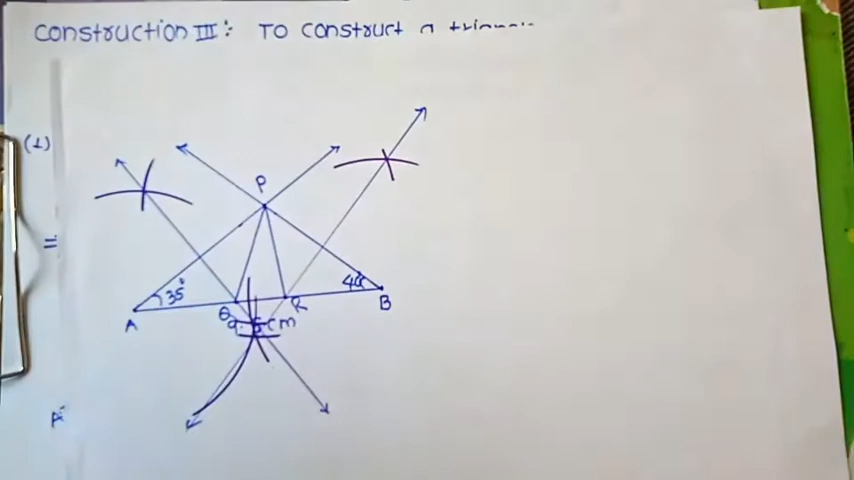 Construction III: To construct a
(1)
=
P
35°
40°
A
Q
R
B
9.5cm